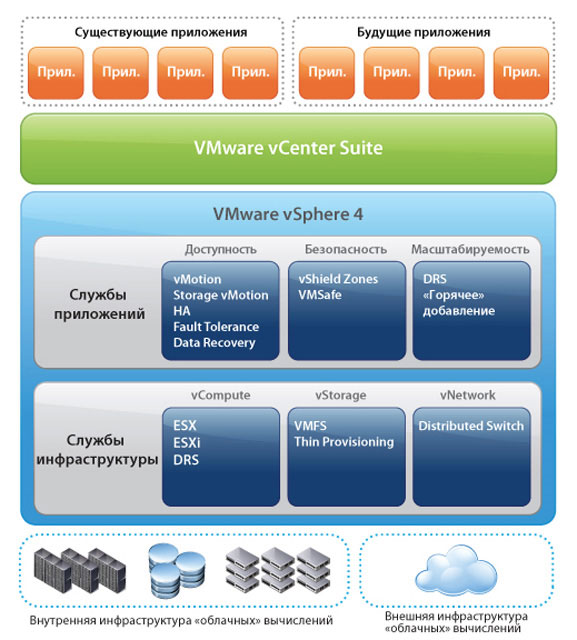 Существующие приложения
Будущие приложения
Прил. Прил. Прил. Прил. Прил. Прил. Прил. Прил.
VMware vCenter Suite
VMware vSphere 4
Доступность Безопасность Масштабируемость
Службы
приложений
vMotion
Storage vMotion
HA
Fault Tolerance
Data Recovery
vShield Zones
VMSafe
DRS
«Горячее»
добавление
vCompute vStorage vNetwork
Службы
инфраструктуры
ESX
ESXi
DRS
VMFS
Thin Provisioning
Distributed Switch
Внутренняя инфраструктура «облачных» вычислений
Внешняя инфраструктура
«облачных» вычислений